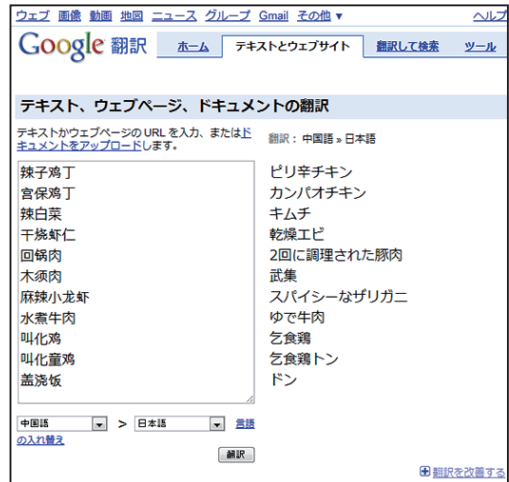 ウェブ 画像 動画 地図 ニュース グループ Gmail その他▼ ヘルプ
Google 翻訳 ホーム テキストとウェブサイト 翻訳して検索 ツール
テキスト、ウェブページ、ドキュメントの翻訳
テキストかウェブページの URL を入力、またはドキュメントをアップロードします。
翻訳: 中国語 » 日本語
辣子鸡丁
宫保鸡丁
辣白菜
干烧虾仁
回锅肉
木须肉
麻辣小龙虾
水煮牛肉
叫化鸡
叫化童鸡
盖浇饭
ピリ辛チキン
カンパオチキン
キムチ
乾燥エビ
2回に調理された豚肉
武集
スパイシーなザリガニ
ゆで牛肉
乞食鶏
乞食鶏トン
ドン
中国語 > 日本語 言語の入れ替え
翻訳
翻訳を改善する